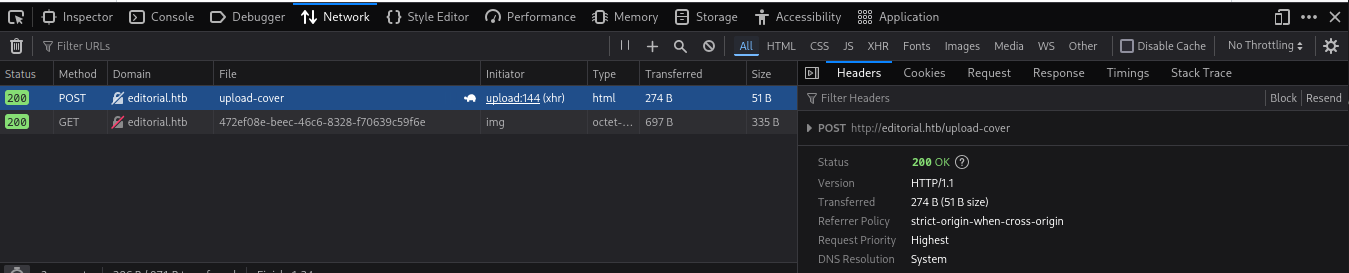 Inspector Console Debugger Network Style Editor Performance Memory Storage Accessibility Application
Filter URLs All HTML CSS JS XHR Fonts Images Media WS Other Disable Cache No Throttling
Status Method Domain File Initiator Type Transferred Size
200 POST editorial.htb upload-cover upload:144 (xhr) html 274 B 51 B
200 GET editorial.htb 472ef08e-beec-46c6-8328-f70639c59f6e img octet-… 697 B 335 B
Headers Cookies Request Response Timings Stack Trace
Filter Headers Block Resend
POST http://editorial.htb/upload-cover
Status 200 OK ?
Version HTTP/1.1
Transferred 274 B (51 B size)
Referrer Policy strict-origin-when-cross-origin
Request Priority Highest
DNS Resolution System